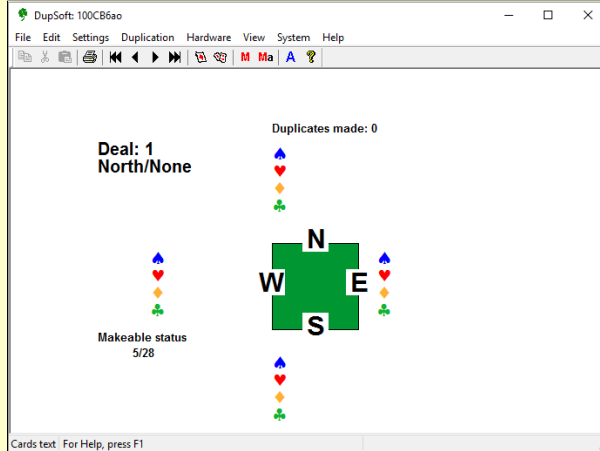 DupSoft: 100CB6ao
File Edit Settings Duplication Hardware View System Help
M Ma A ?
Duplicates made: 0
Deal: 1
North/None
N
W E
S
Makeable status
5/28
Cards text For Help, press F1